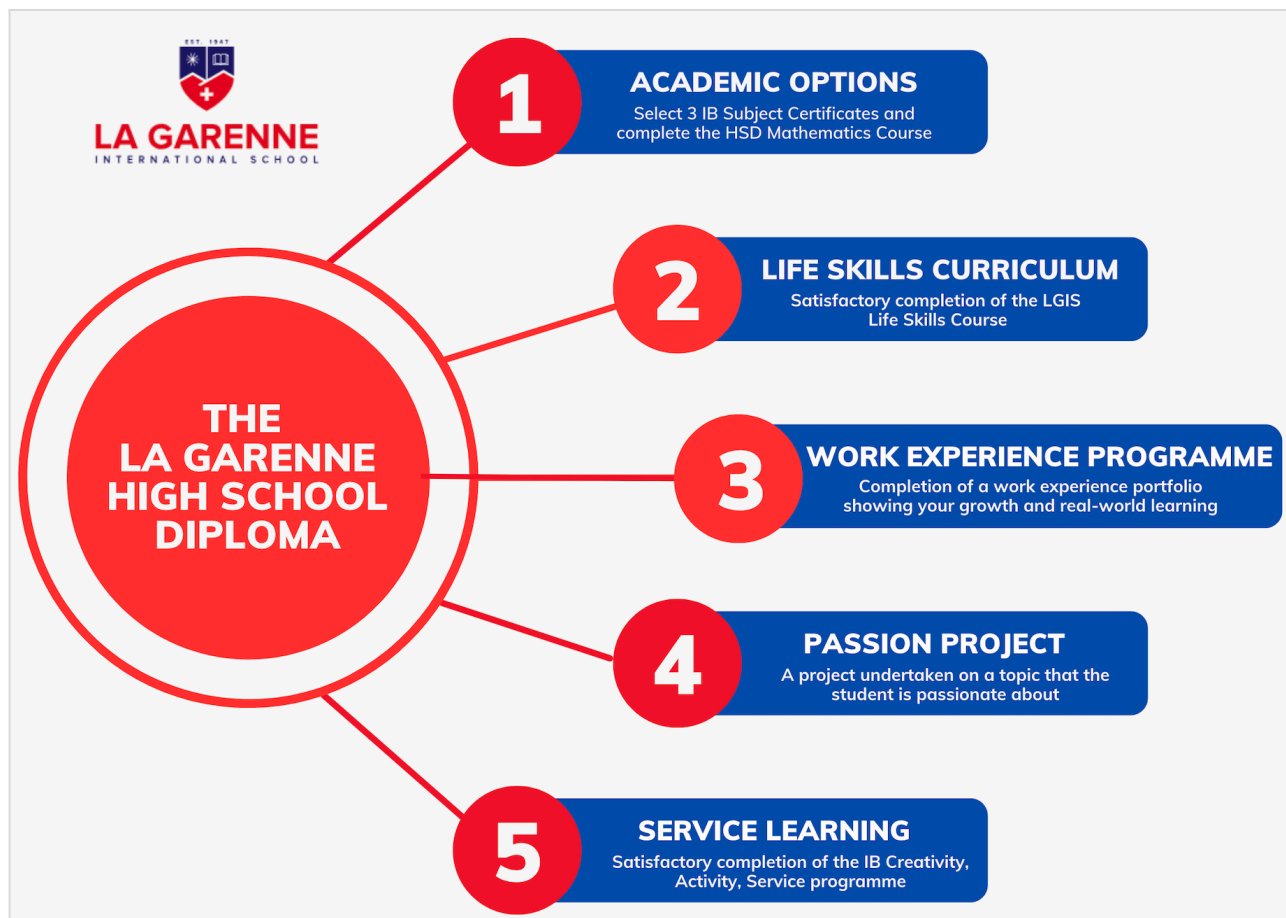 EST. 1947
LA GARENNE
INTERNATIONAL SCHOOL
1
ACADEMIC OPTIONS
Select 3 IB Subject Certificates and
complete the HSD Mathematics Course
2
LIFE SKILLS CURRICULUM
Satisfactory completion of the LGIS
Life Skills Course
THE
LA GARENNE
HIGH SCHOOL
DIPLOMA
3
WORK EXPERIENCE PROGRAMME
Completion of a work experience portfolio
showing your growth and real-world learning
4
PASSION PROJECT
A project undertaken on a topic that the
student is passionate about
5
SERVICE LEARNING
Satisfactory completion of the IB Creativity,
Activity, Service programme